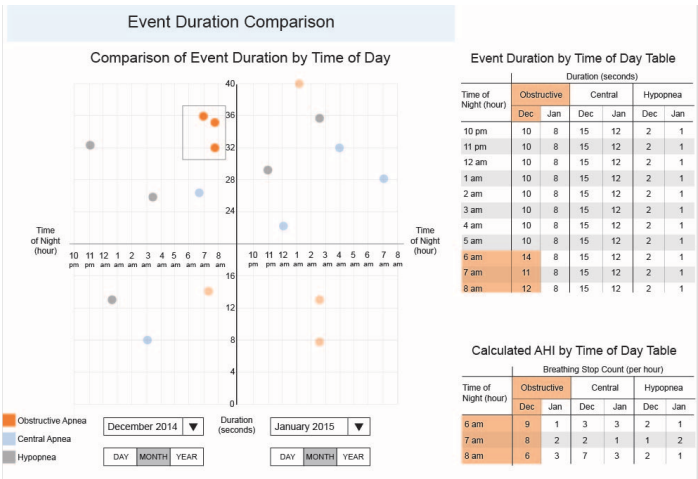 Event Duration Comparison
Comparison of Event Duration by Time of Day
40
36
32
28
24
Time
of Night
(hour)
Time
of Night
(hour)
10 11 12 1 2 3 4 5 6 7 8
pm pm am am am am am am am am am
10 11 12 1 2 3 4 5 6 7 8
pm pm am am am am am am am am am
16
12
8
4
0
Obstructive Apnea
Central Apnea
Hypopnea
December 2014 ▼
DAY MONTH YEAR
Duration
(seconds)
January 2015 ▼
DAY MONTH YEAR
Event Duration by Time of Day Table
Duration (seconds)
Time of
Night (hour)
Obstructive Central Hypopnea
Dec Jan Dec Jan Dec Jan
10 pm 10 8 15 12 2 1
11 pm 10 8 15 12 2 1
12 am 10 8 15 12 2 1
1 am 10 8 15 12 2 1
2 am 10 8 15 12 2 1
3 am 10 8 15 12 2 1
4 am 10 8 15 12 2 1
5 am 10 8 15 12 2 1
6 am 14 8 15 12 2 1
7 am 11 8 15 12 2 1
8 am 12 8 15 12 2 1
Calculated AHI by Time of Day Table
Breathing Stop Count (per hour)
Time of
Night (hour)
Obstructive Central Hypopnea
Dec Jan Dec Jan Dec Jan
6 am 9 1 3 3 2 1
7 am 8 2 2 1 1 2
8 am 6 3 7 3 2 1